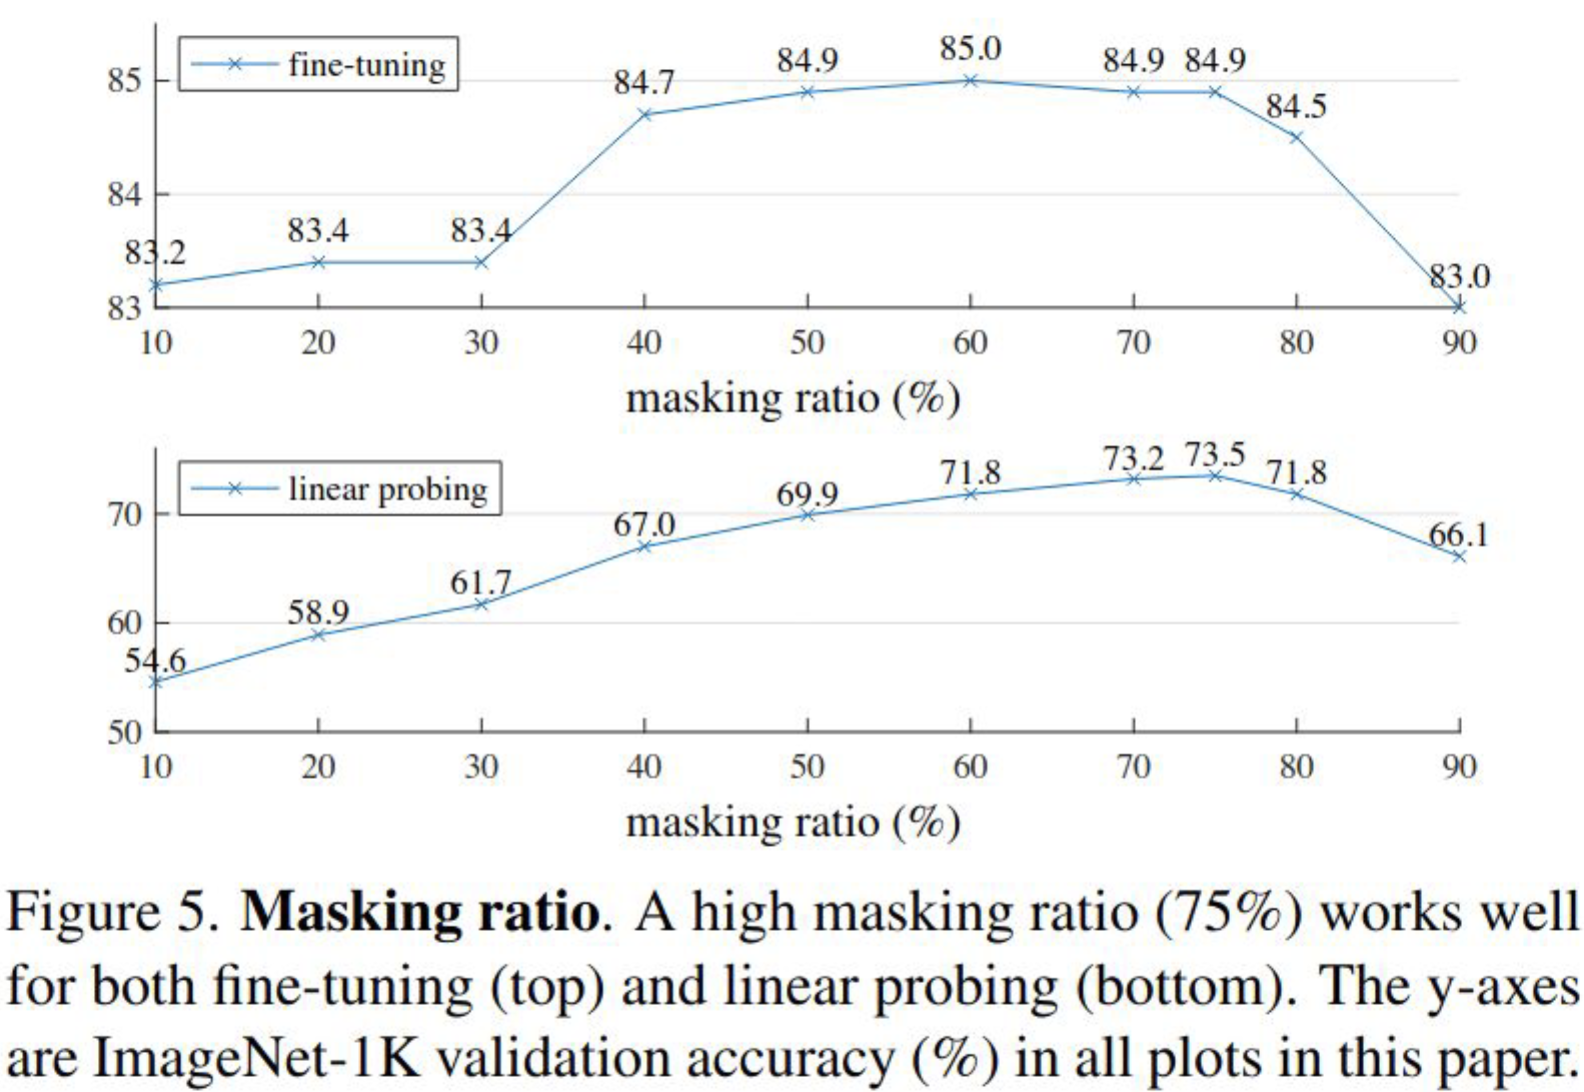 fine-tuning
85
84
83
83.2
83.4
83.4
84.7
84.9
85.0
84.9
84.9
84.5
83.0
10 20 30 40 50 60 70 80 90
masking ratio (%)
linear probing
70
60
50
54.6
58.9
61.7
67.0
69.9
71.8
73.2
73.5
71.8
66.1
10 20 30 40 50 60 70 80 90
masking ratio (%)
Figure 5. Masking ratio. A high masking ratio (75%) works well
for both fine-tuning (top) and linear probing (bottom). The y-axes
are ImageNet-1K validation accuracy (%) in all plots in this paper.